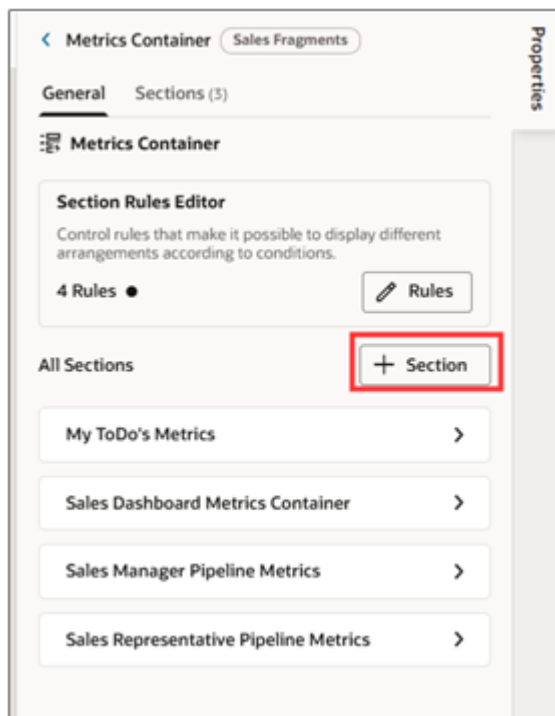 Metrics Container Sales Fragments
Properties
General Sections (3)
Metrics Container
Section Rules Editor
Control rules that make it possible to display different
arrangements according to conditions.
4 Rules Rules
All Sections + Section
My ToDo's Metrics
Sales Dashboard Metrics Container
Sales Manager Pipeline Metrics
Sales Representative Pipeline Metrics